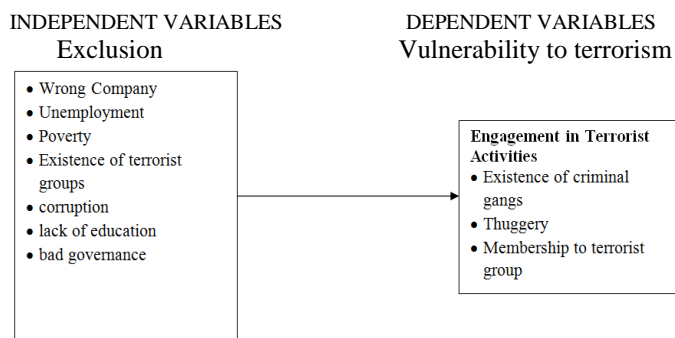 INDEPENDENT VARIABLES
Exclusion
• Wrong Company
• Unemployment
• Poverty
• Existence of terrorist
groups
• corruption
• lack of education
• bad governance
DEPENDENT VARIABLES
Vulnerability to terrorism
Engagement in Terrorist
Activities
• Existence of criminal
gangs
• Thuggery
• Membership to terrorist
group